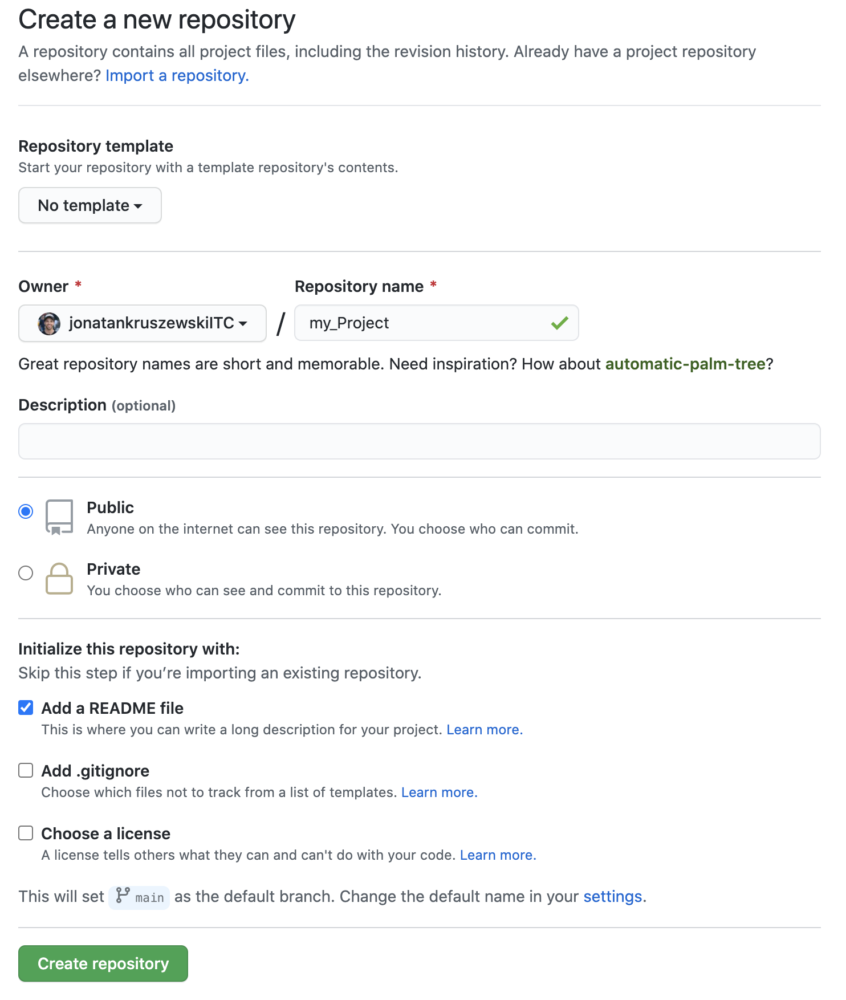 Create a new repository
A repository contains all project files, including the revision history. Already have a project repository
elsewhere? Import a repository.
Repository template
Start your repository with a template repository's contents.
No template
Owner *
Repository name *
jonatankruszewskiITC / my_Project
Great repository names are short and memorable. Need inspiration? How about automatic-palm-tree?
Description (optional)
Public
Anyone on the internet can see this repository. You choose who can commit.
Private
You choose who can see and commit to this repository.
Initialize this repository with:
Skip this step if you’re importing an existing repository.
Add a README file
This is where you can write a long description for your project. Learn more.
Add .gitignore
Choose which files not to track from a list of templates. Learn more.
Choose a license
A license tells others what they can and can't do with your code. Learn more.
This will set main as the default branch. Change the default name in your settings.
Create repository